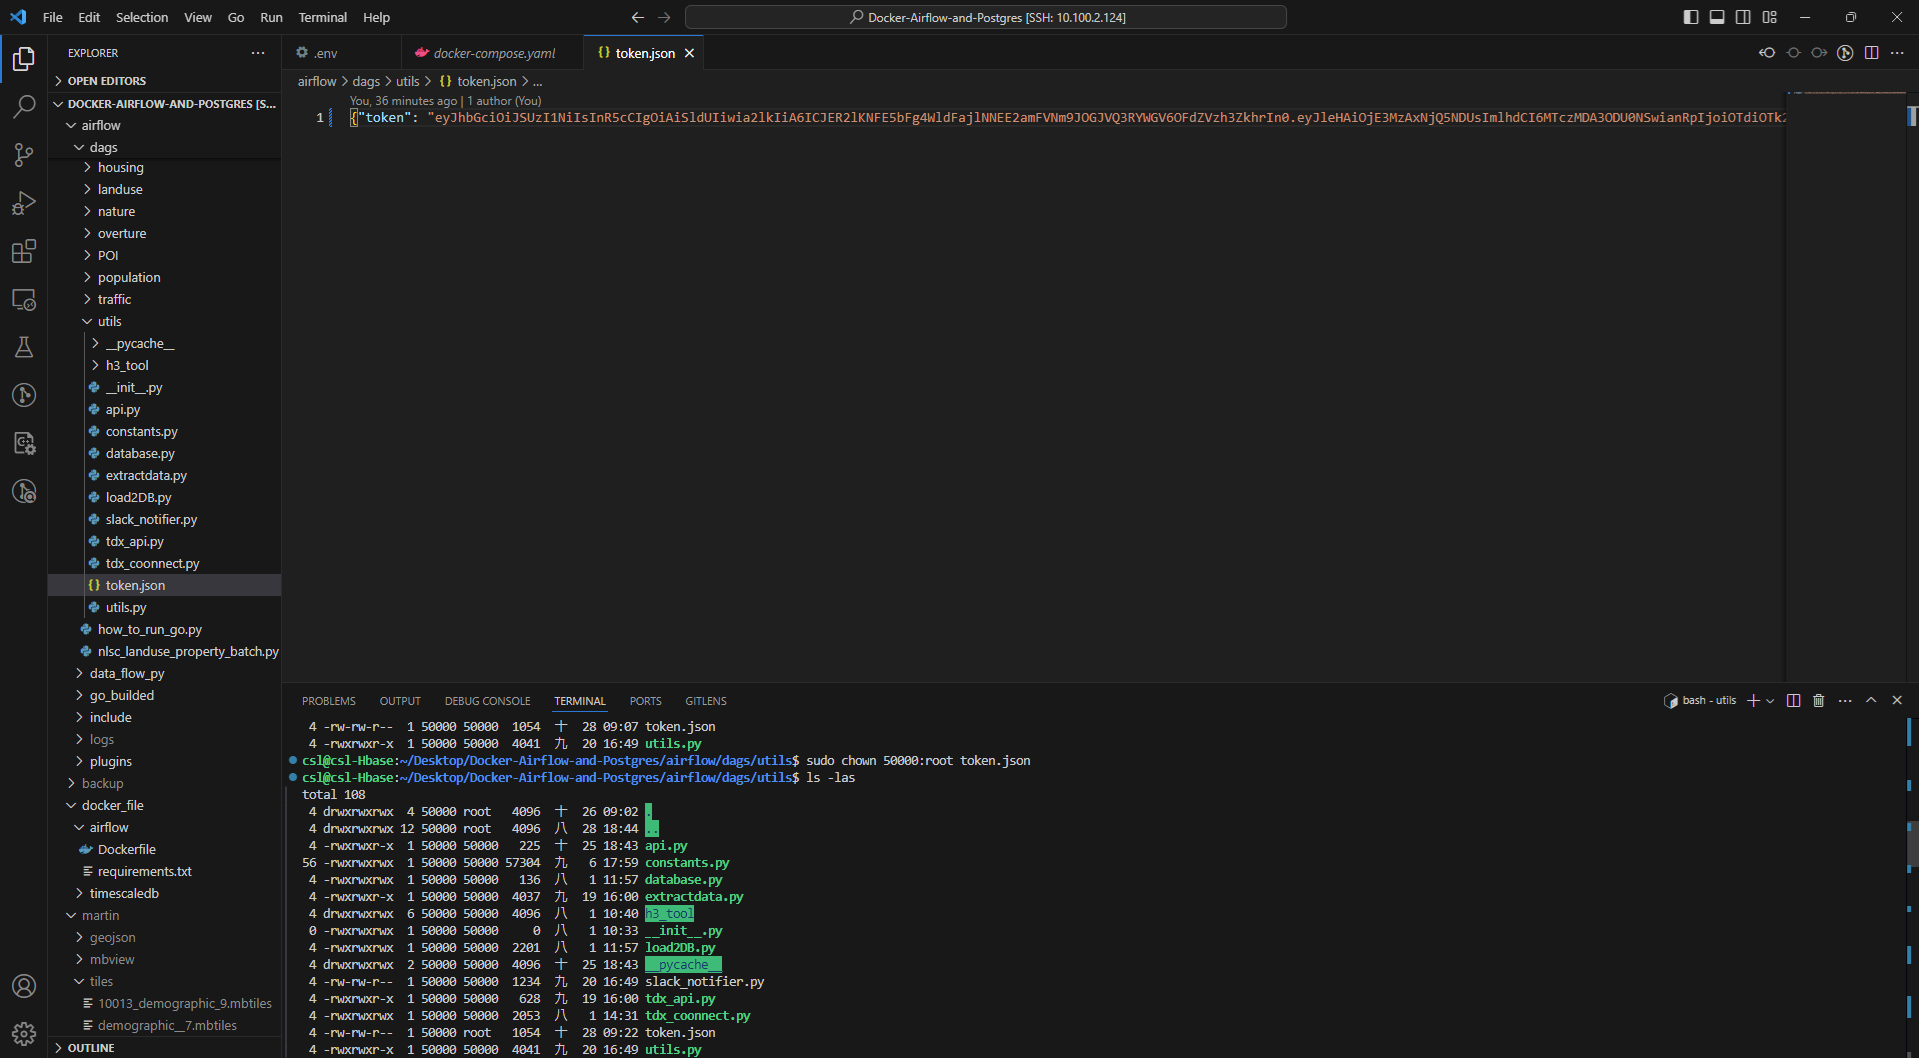 File Edit Selection View Go Run Terminal Help
Docker-Airflow-and-Postgres [SSH: 10.100.2.124]
EXPLORER
OPEN EDITORS
DOCKER-AIRFLOW-AND-POSTGRES [S...
airflow
dags
housing
landuse
nature
overture
POI
population
traffic
utils
__pycache__
h3_tool
__init__.py
api.py
constants.py
database.py
extractdata.py
load2DB.py
slack_notifier.py
tdx_api.py
tdx_coonnect.py
token.json
utils.py
how_to_run_go.py
nlsc_landuse_property_batch.py
data_flow_py
go_builded
include
logs
plugins
backup
docker_file
airflow
Dockerfile
requirements.txt
timescaledb
martin
geojson
mbview
tiles
10013_demographic_9.mbtiles
demographic__7.mbtiles
OUTLINE
.env docker-compose.yaml token.json
airflow > dags > utils > {} token.json > ...
You, 36 minutes ago | 1 author (You)
1 {"token":
PROBLEMS OUTPUT DEBUG CONSOLE TERMINAL PORTS GITLENS
bash - utils
4 -rw-rw-r-- 1 50000 50000 1054 十 28 09:07 token.json
4 -rwxrwxr-x 1 50000 50000 4041 九 20 16:49 utils.py
csl@csl-Hbase:~/Desktop/Docker-Airflow-and-Postgres/airflow/dags/utils$ sudo chown 50000:root token.json
csl@csl-Hbase:~/Desktop/Docker-Airflow-and-Postgres/airflow/dags/utils$ ls -las
total 108
4 drwxrwxrwx 4 50000 root 4096 十 26 09:02 .
4 drwxrwxrwx 12 50000 root 4096 八 28 18:44 ..
4 -rwxrwxr-x 1 50000 50000 225 十 25 18:43 api.py
56 -rwxrwxrwx 1 50000 50000 57304 九 6 17:59 constants.py
4 -rwxrwxrwx 1 50000 50000 136 八 1 11:57 database.py
4 -rwxrwxr-x 1 50000 50000 4037 九 19 16:00 extractdata.py
4 drwxrwxrwx 6 50000 50000 4096 八 1 10:40 h3_tool
0 -rwxrwxrwx 1 50000 50000 0 八 1 10:33 __init__.py
4 -rwxrwxrwx 1 50000 50000 2201 八 1 11:57 load2DB.py
4 drwxrwxrwx 2 50000 50000 4096 十 25 18:43 __pycache__
4 -rw-rw-r-- 1 50000 50000 1234 九 20 16:49 slack_notifier.py
4 -rwxrwxr-x 1 50000 50000 628 九 19 16:00 tdx_api.py
4 -rwxrwxrwx 1 50000 50000 2053 八 1 14:31 tdx_coonnect.py
4 -rw-rw-r-- 1 50000 root 1054 十 28 09:22 token.json
4 -rwxrwxr-x 1 50000 50000 4041 九 20 16:49 utils.py